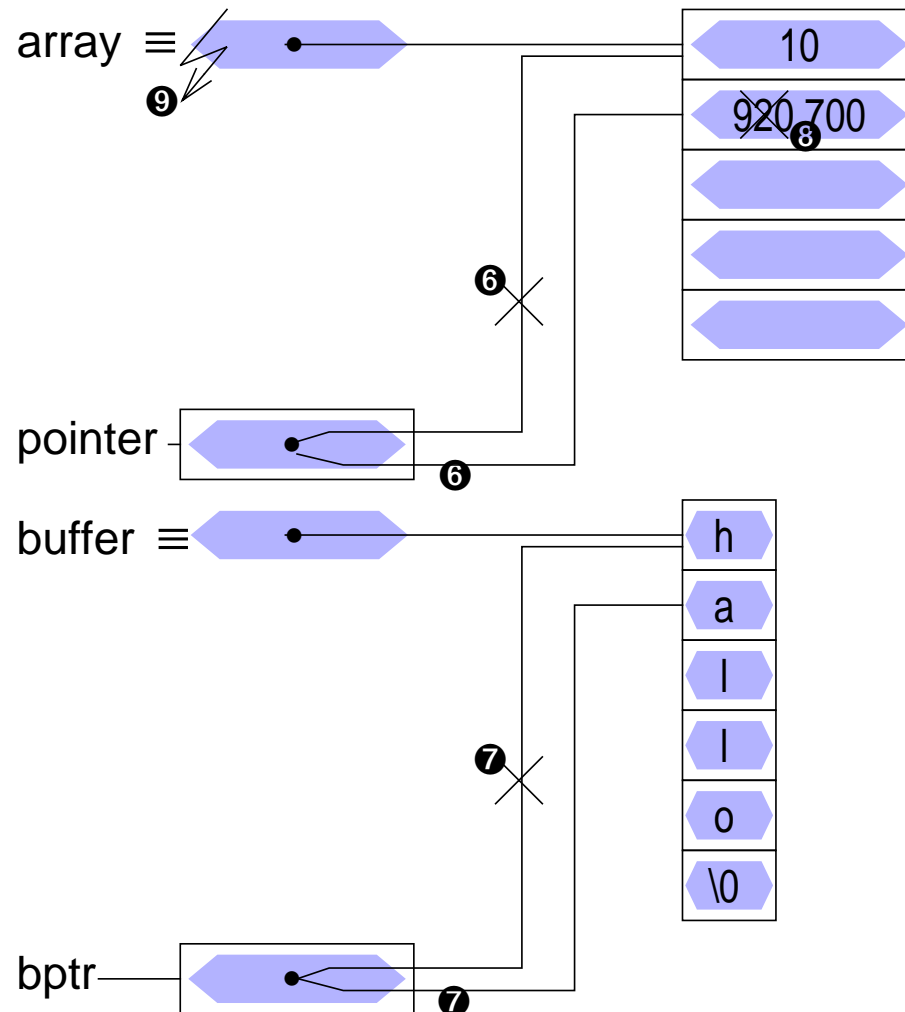 array ≡ 10
❾
920 700
❽
❻
pointer
❻
buffer ≡ h
a
l
l
❼
o
\0
bptr
❼